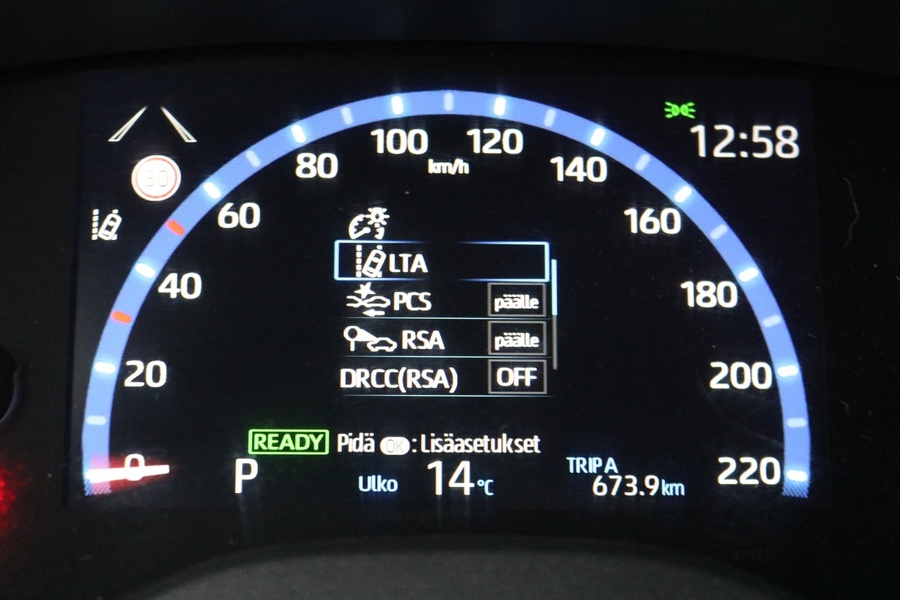 12:58
0
20
40
60
80
100
120
140
160
180
200
220
km/h
LTA
PCS päälle
RSA päälle
DRCC(RSA) OFF
READY Pidä OK: Lisäasetukset
P
Ulko 14°C
TRIP A
673.9 km